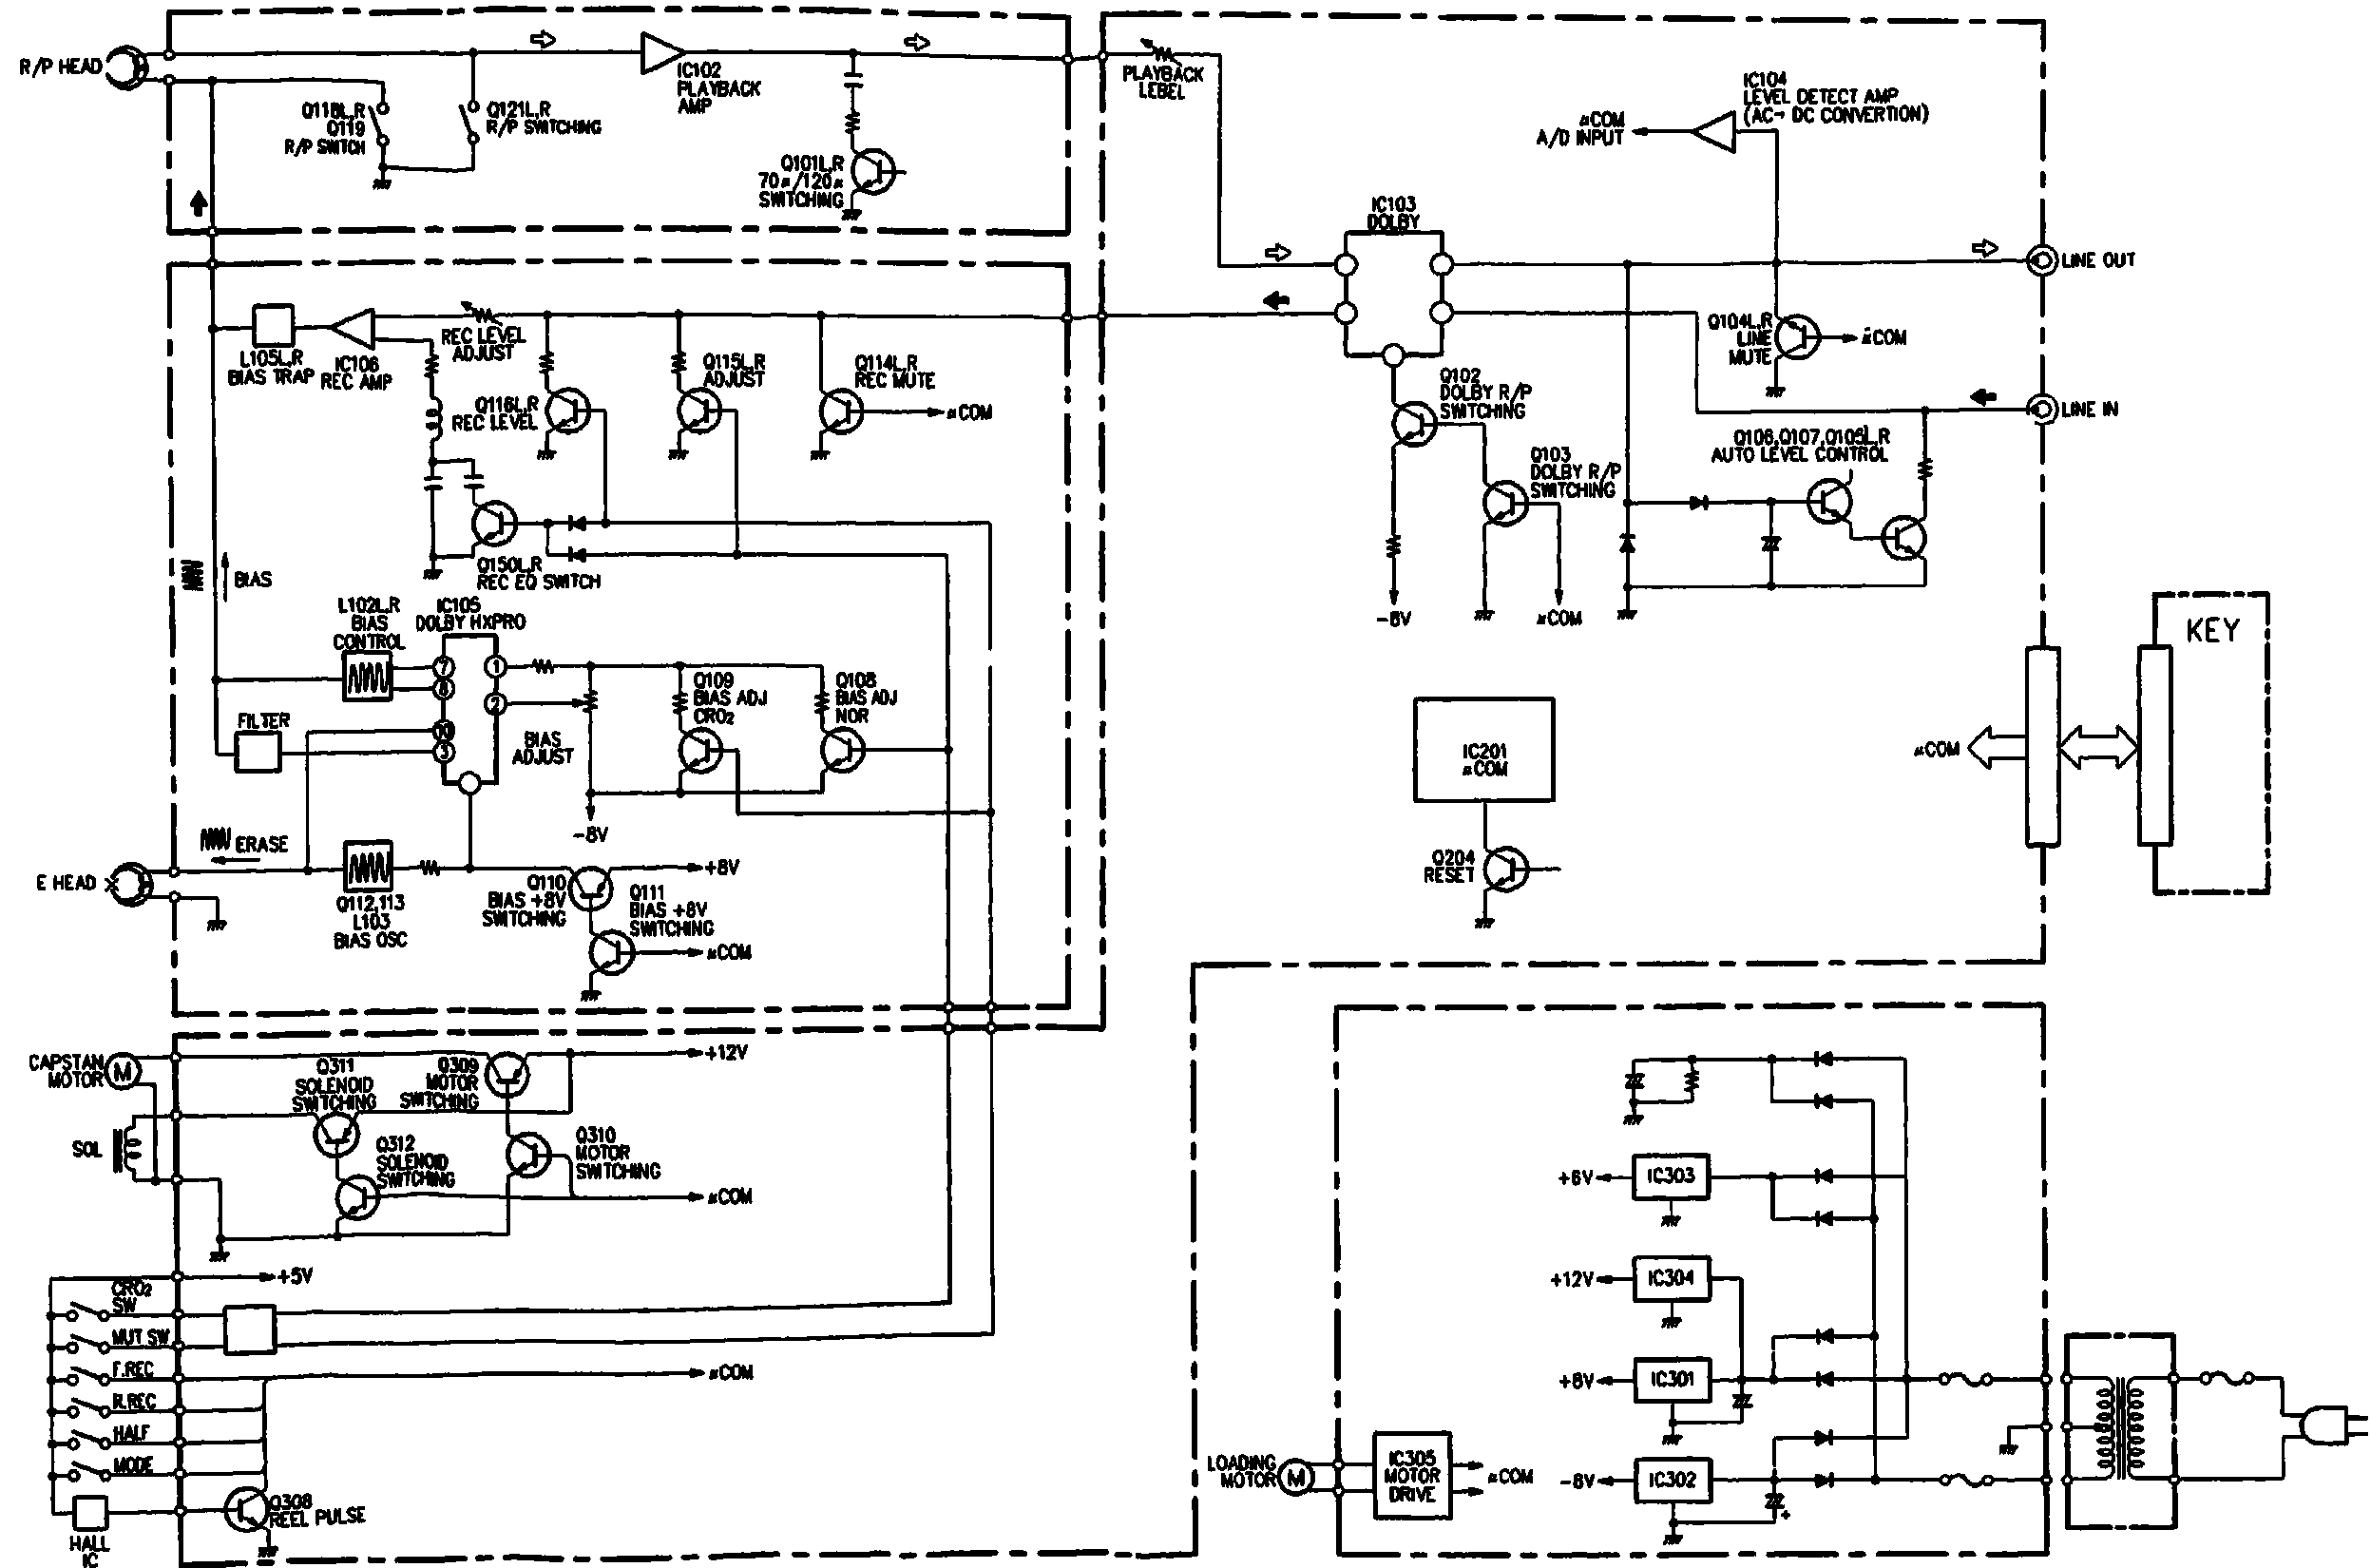 R/P HEAD
Q118L,R
Q119
R/P SWITCH
Q121L,R
R/P SWITCHING
IC102
PLAYBACK
AMP
Q101L,R
70μ/120μ
SWITCHING
PLAYBACK
LEBEL
IC104
LEVEL DETECT AMP
(AC→ DC CONVERTION)
μCOM
A/D INPUT
IC103
DOLBY
LINE OUT
Q104L,R
LINE
MUTE
μCOM
LINE IN
Q102
DOLBY R/P
SWITCHING
Q103
DOLBY R/P
SWITCHING
-8V
μCOM
Q106,Q107,Q105L,R
AUTO LEVEL CONTROL
L105L,R
BIAS TRAP
IC106
REC AMP
REC LEVEL
ADJUST
Q116L,R
REC LEVEL
Q115L,R
ADJUST
Q114L,R
REC MUTE
μCOM
Q150L,R
REC EQ SWITCH
BIAS
L102L,R
BIAS
CONTROL
IC105
DOLBY HXPRO
7
8
10
3
1
2
FILTER
BIAS
ADJUST
Q109
BIAS ADJ
CRO2
Q108
BIAS ADJ
NOR
-8V
ERASE
E HEAD
Q112,113
L103
BIAS OSC
Q110
BIAS +8V
SWITCHING
+8V
Q111
BIAS +8V
SWITCHING
μCOM
KEY
μCOM
IC201
μCOM
Q204
RESET
CAPSTAN
MOTOR
M
Q311
SOLENOID
SWITCHING
Q309
MOTOR
SWITCHING
+12V
SOL
Q312
SOLENOID
SWITCHING
Q310
MOTOR
SWITCHING
μCOM
+5V
CRO2
SW
MUT SW
F.REC
R.REC
HALF
MODE
μCOM
Q308
REEL PULSE
HALL
IC
+6V
IC303
+12V
IC304
+8V
IC301
-8V
IC302
+
LOADING
MOTOR
M
IC305
MOTOR
DRIVE
μCOM